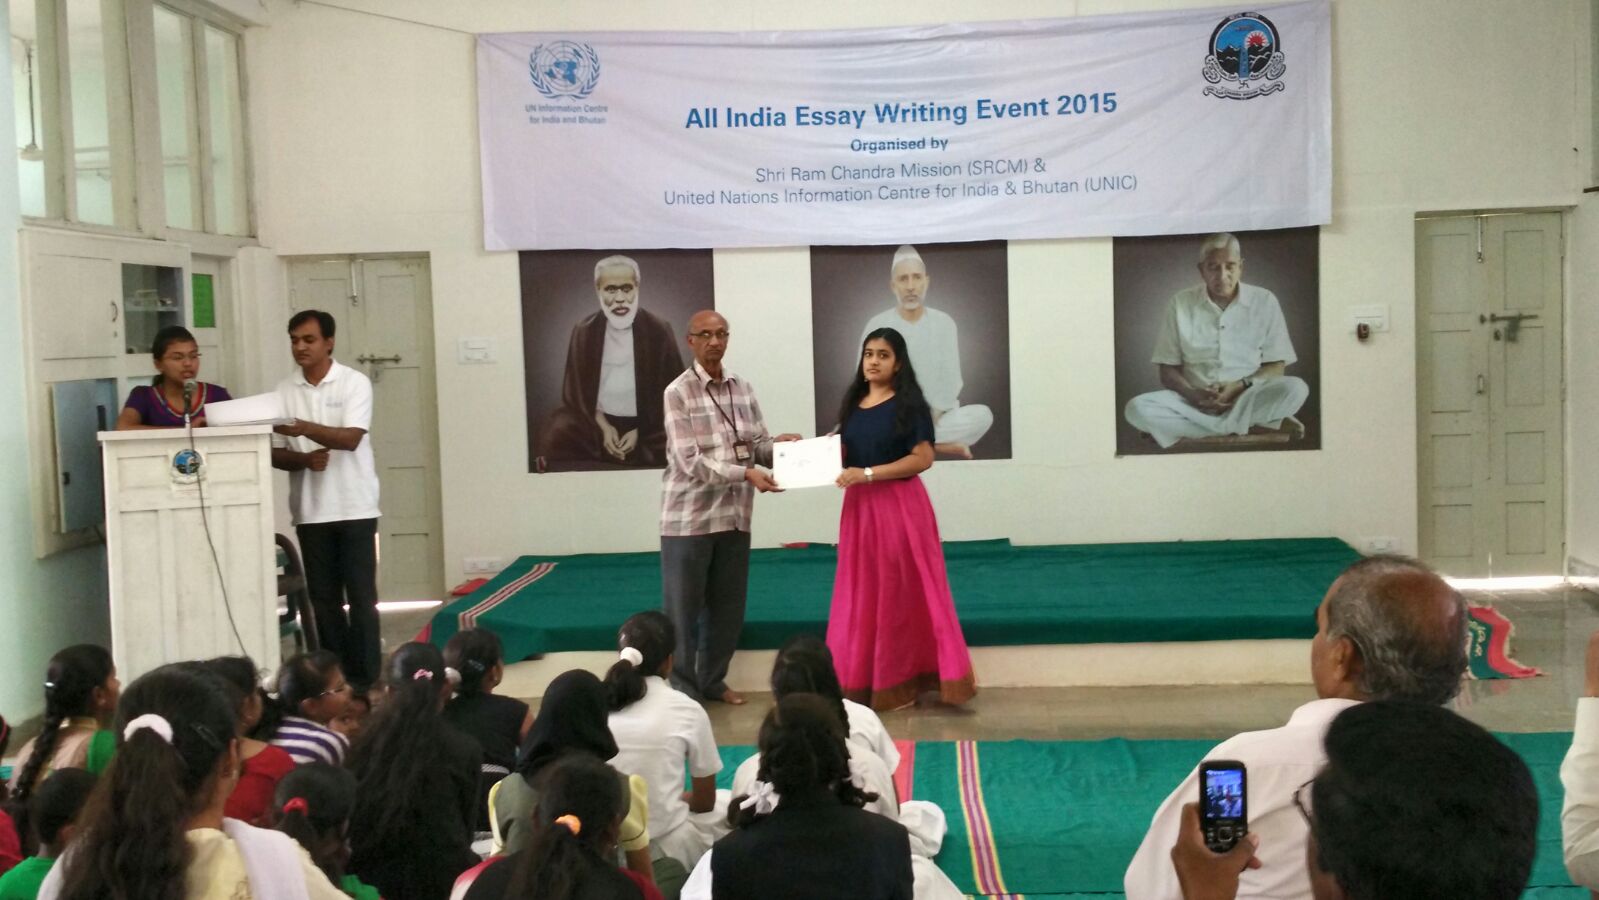 UN Information Centre
for India and Bhutan
All India Essay Writing Event 2015
Organised by
Shri Ram Chandra Mission (SRCM) &
United Nations Information Centre for India & Bhutan (UNIC)